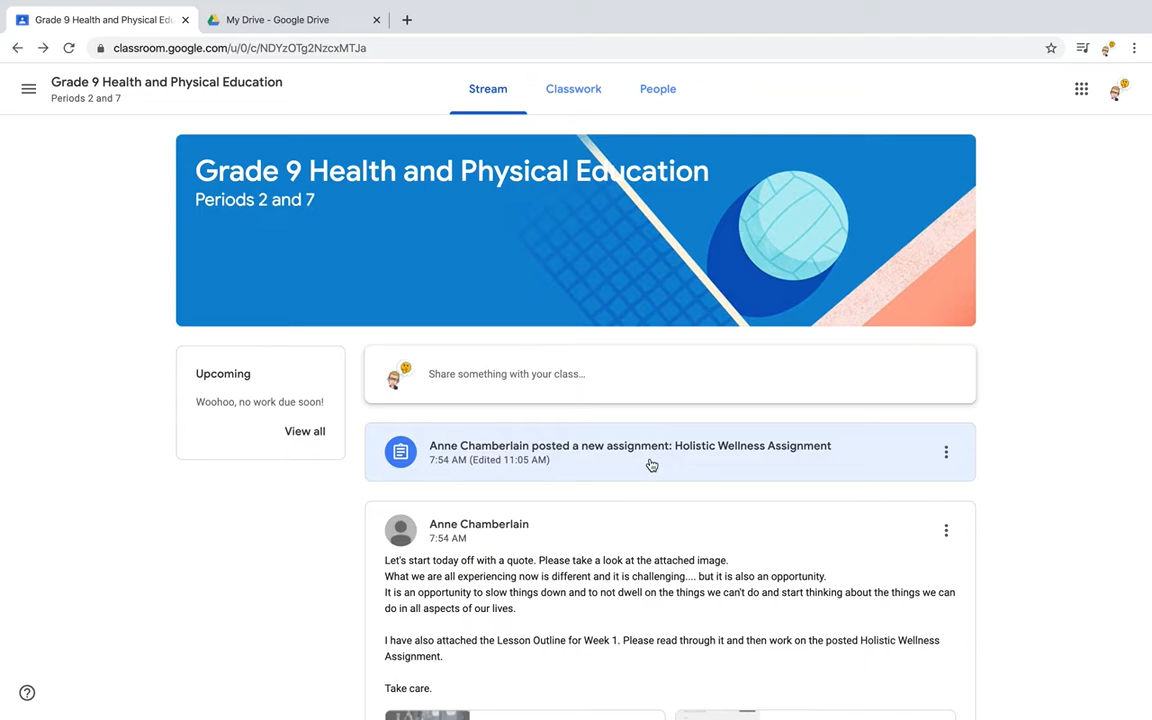 Grade 9 Health and Physical Edu
My Drive - Google Drive
classroom.google.com/u/0/c/NDYzOTg2NzcxMTJa
Grade 9 Health and Physical Education
Periods 2 and 7
Stream
Classwork
People
Grade 9 Health and Physical Education
Periods 2 and 7
Upcoming
Woohoo, no work due soon!
View all
Share something with your class...
Anne Chamberlain posted a new assignment: Holistic Wellness Assignment
7:54 AM (Edited 11:05 AM)
Anne Chamberlain
7:54 AM
Let's start today off with a quote. Please take a look at the attached image.
What we are all experiencing now is different and it is challenging.... but it is also an opportunity.
It is an opportunity to slow things down and to not dwell on the things we can't do and start thinking about the things we can
do in all aspects of our lives.
I have also attached the Lesson Outline for Week 1. Please read through it and then work on the posted Holistic Wellness
Assignment.
Take care.